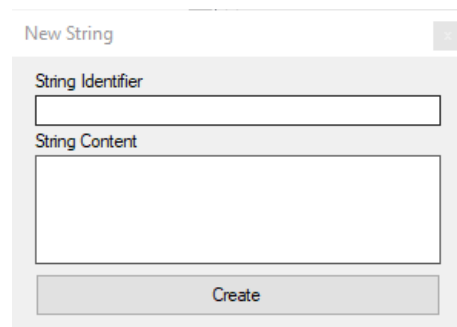 New String
String Identifier
String Content
Create